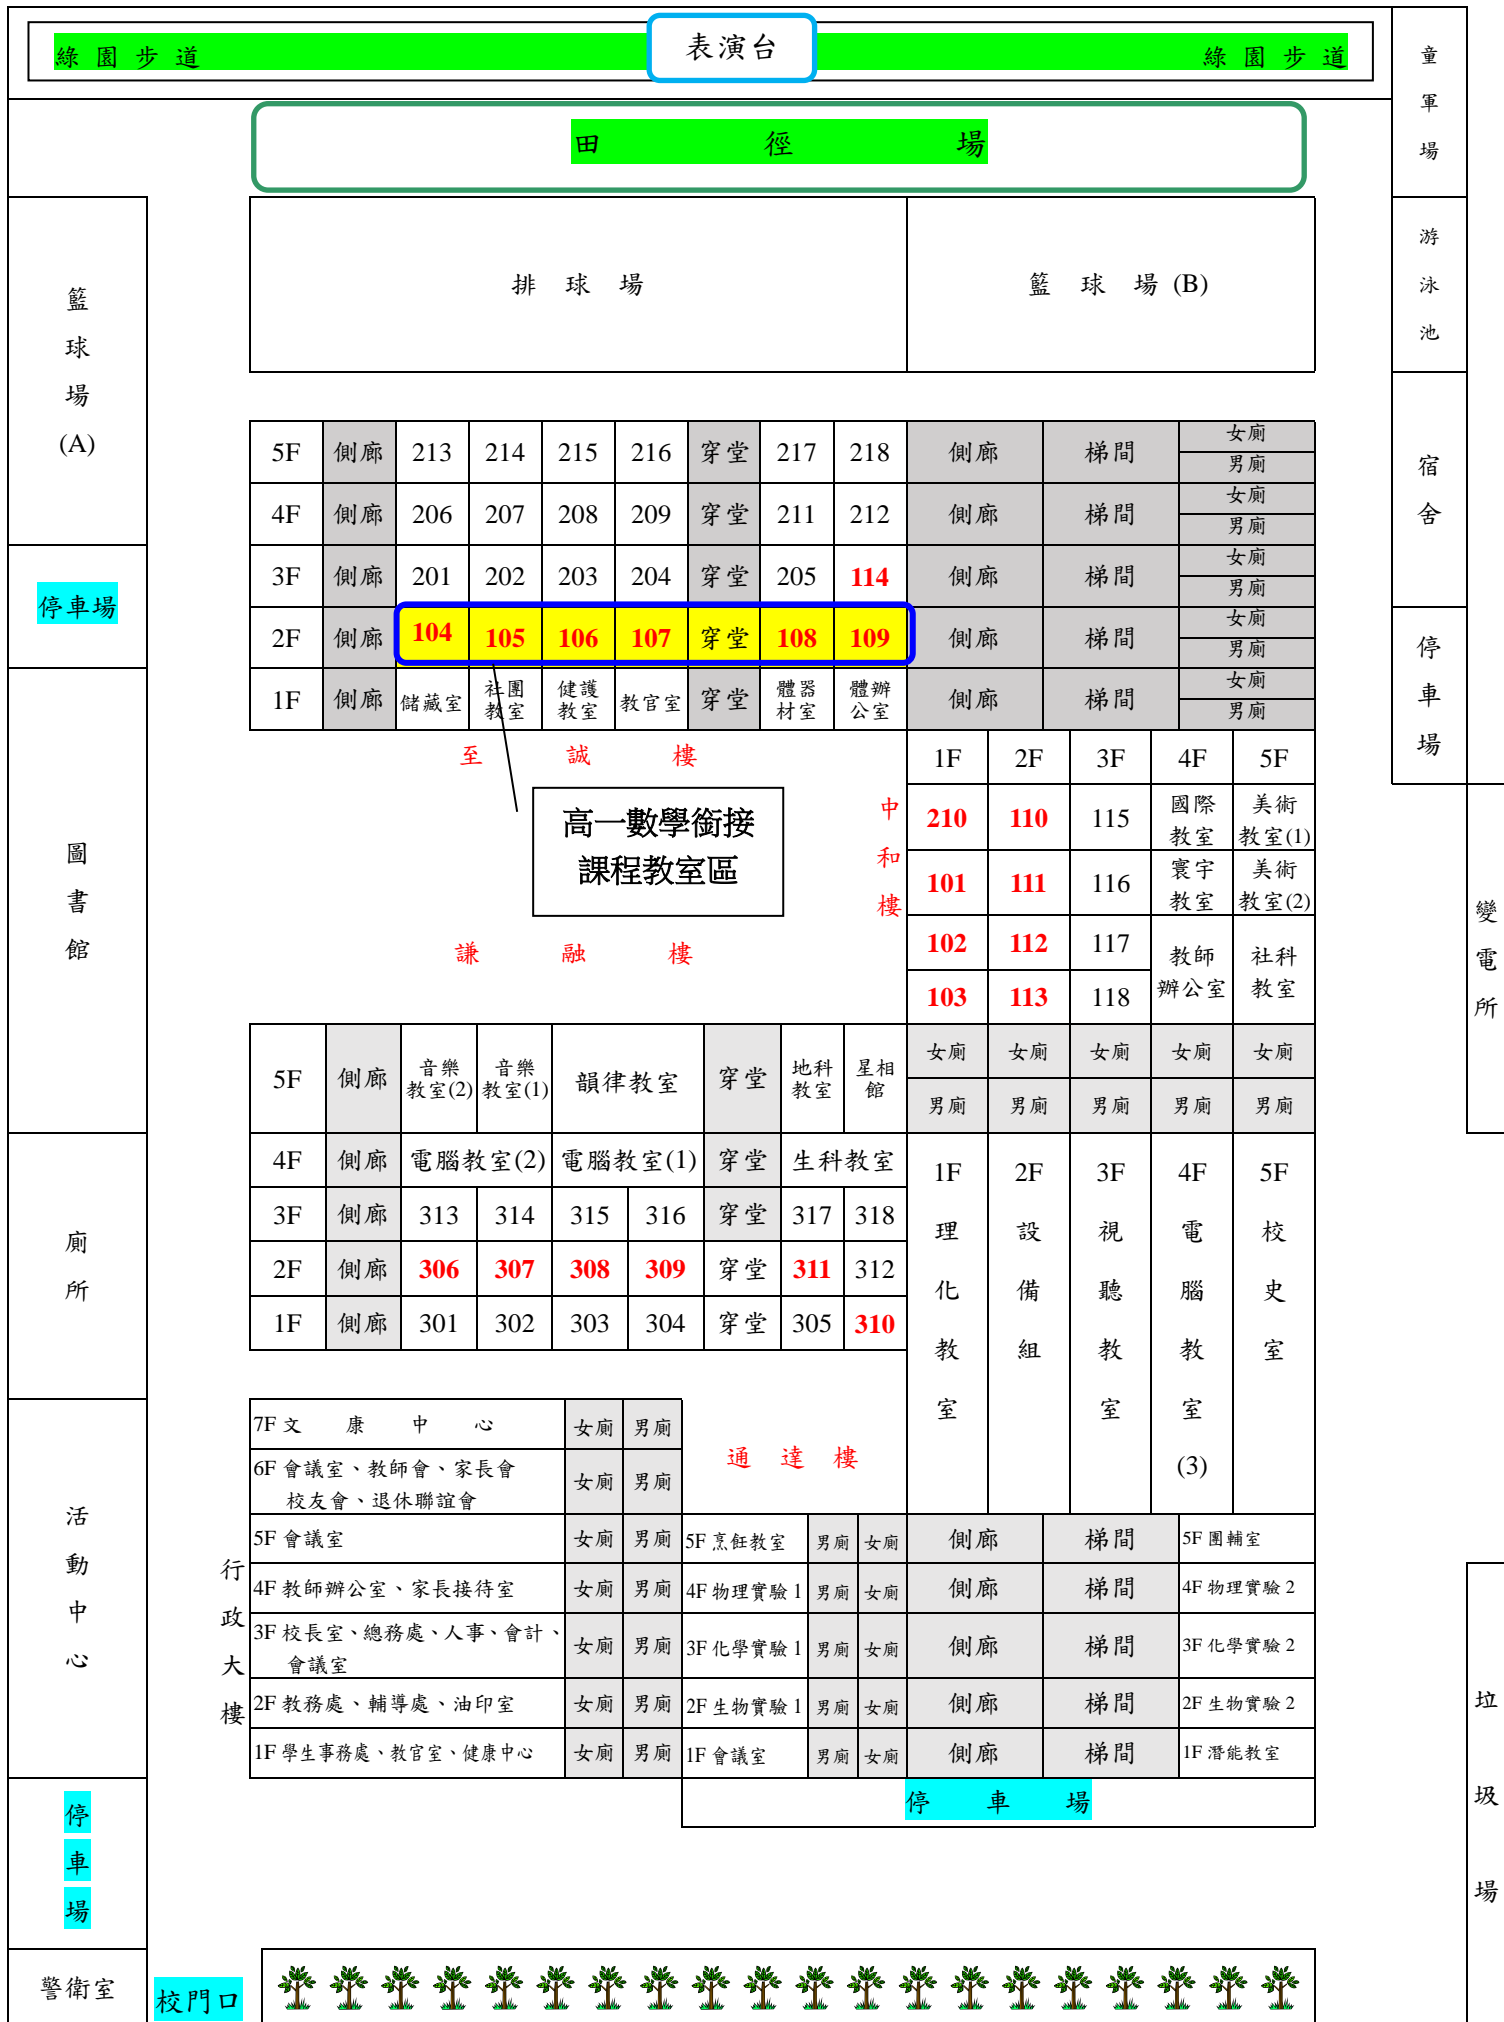 綠 園 步 道 表演台 綠 園 步 道
童軍場
田 徑 場
籃球場(A)
排 球 場 籃 球 場 (B)
游泳池
5F 側廊 213 214 215 216 穿堂 217 218 側廊 梯間 女廁 男廁
宿舍
4F 側廊 206 207 208 209 穿堂 211 212 側廊 梯間 女廁 男廁
停車場
3F 側廊 201 202 203 204 穿堂 205 114 側廊 梯間 女廁 男廁
2F 側廊 104 105 106 107 穿堂 108 109 側廊 梯間 女廁 男廁
停車場
1F 側廊 儲藏室 社團教室 健護教室 教官室 穿堂 體器材室 體辦公室 側廊 梯間 女廁 男廁
至 誠 樓
高一數學銜接
課程教室區
謙 融 樓
圖書館
中和樓
1F 2F 3F 4F 5F
210 110 115 國際教室 美術教室(1)
101 111 116 寰宇教室 美術教室(2)
102 112 117 教師辦公室 社科教室
103 113 118
女廁 女廁 女廁 女廁 女廁
男廁 男廁 男廁 男廁 男廁
變電所
5F 側廊 音樂教室(2) 音樂教室(1) 韻律教室 穿堂 地科教室 星相館
4F 側廊 電腦教室(2) 電腦教室(1) 穿堂 生科教室
3F 側廊 313 314 315 316 穿堂 317 318
2F 側廊 306 307 308 309 穿堂 311 312
1F 側廊 301 302 303 304 穿堂 305 310
廁所
1F 理化教室
2F 設備組
3F 視聽教室
4F 電腦教室(3)
5F 校史室
活動中心
行政大樓
通 達 樓
7F 文 康 中 心 女廁 男廁
6F 會議室、教師會、家長會
校友會、退休聯誼會 女廁 男廁
5F 會議室 女廁 男廁 5F 烹飪教室 男廁 女廁 側廊 梯間 5F 團輔室
4F 教師辦公室、家長接待室 女廁 男廁 4F 物理實驗 1 男廁 女廁 側廊 梯間 4F 物理實驗 2
3F 校長室、總務處、人事、會計、
會議室 女廁 男廁 3F 化學實驗 1 男廁 女廁 側廊 梯間 3F 化學實驗 2
2F 教務處、輔導處、油印室 女廁 男廁 2F 生物實驗 1 男廁 女廁 側廊 梯間 2F 生物實驗 2
1F 學生事務處、教官室、健康中心 女廁 男廁 1F 會議室 男廁 女廁 側廊 梯間 1F 潛能教室
停 車 場
垃圾場
停車場
警衛室 校門口